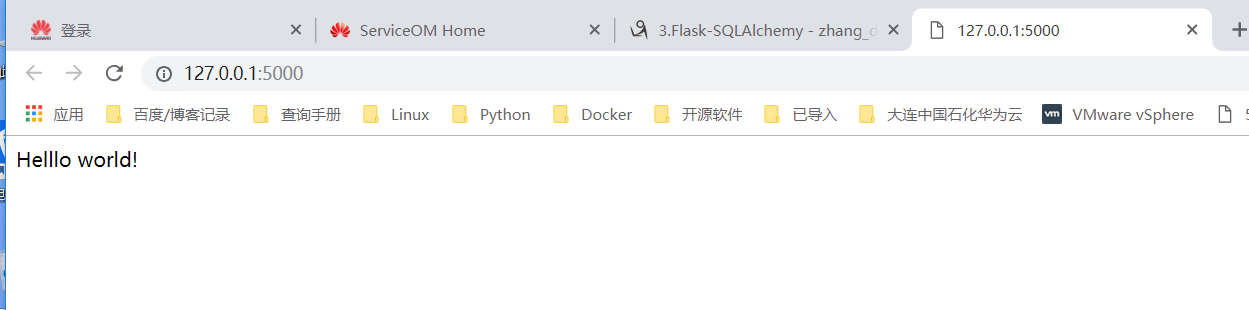 登录 ServiceOM Home 3.Flask-SQLAlchemy - zhang_d 127.0.0.1:5000
127.0.0.1:5000
应用 百度/博客记录 查询手册 Linux Python Docker 开源软件 已导入 大连中国石化华为云 vm VMware vSphere
Helllo world!